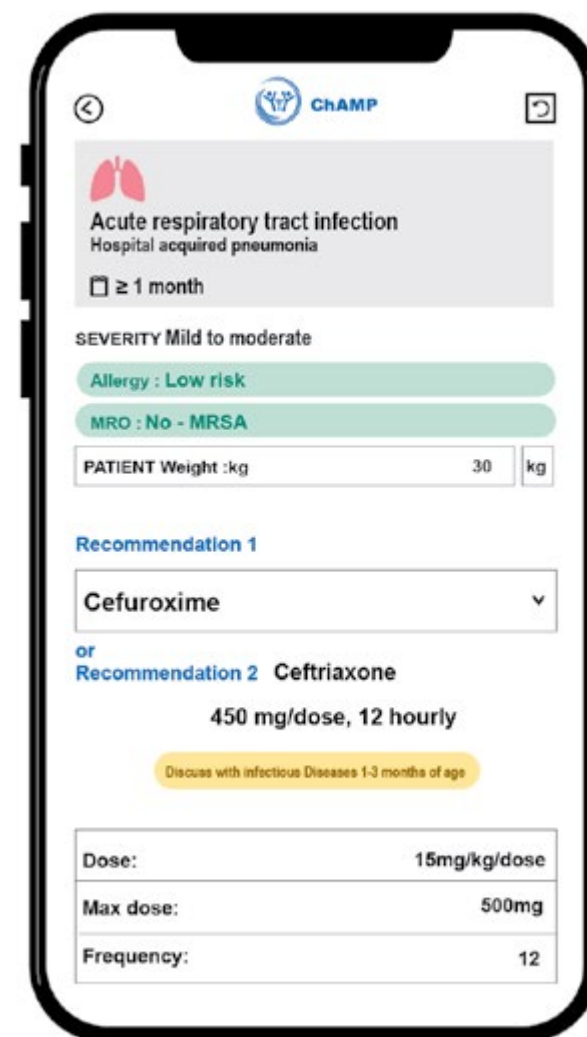 ChAMP
Acute respiratory tract infection
Hospital acquired pneumonia
≥ 1 month
SEVERITY Mild to moderate
Allergy : Low risk
MRO : No - MRSA
PATIENT Weight :kg 30 kg
Recommendation 1
Cefuroxime
or
Recommendation 2 Ceftriaxone
450 mg/dose, 12 hourly
Discuss with infectious Diseases 1-3 months of age
Dose: 15mg/kg/dose
Max dose: 500mg
Frequency: 12